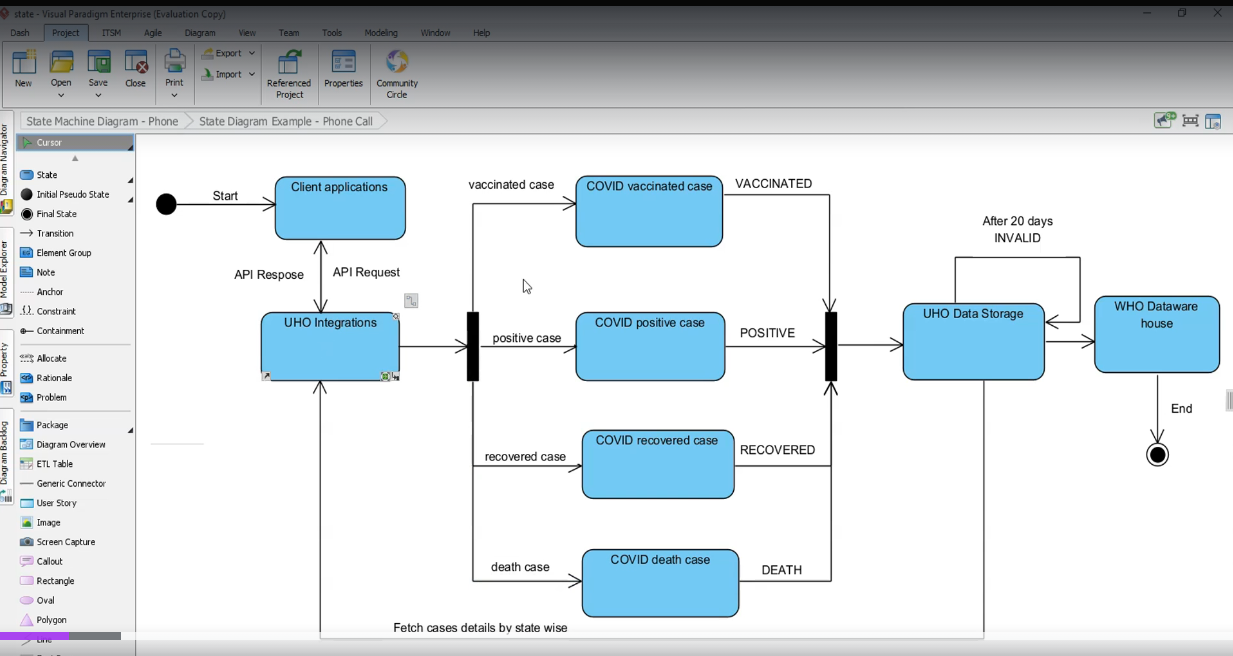 state - Visual Paradigm Enterprise (Evaluation Copy)
Dash Project ITSM Agile Diagram View Team Tools Modeling Window Help
New
Open
Save
Close
Print
Export
Import
Referenced
Project
Properties
Community
Circle
State Machine Diagram - Phone State Diagram Example - Phone Call
9+
Diagram Navigator
Model Explorer
Property
Diagram Backlog
Cursor
State
Initial Pseudo State
Final State
Transition
Element Group
Note
Anchor
Constraint
Containment
Allocate
Rationale
Problem
Package
Diagram Overview
ETL Table
Generic Connector
User Story
Image
Screen Capture
Callout
Rectangle
Oval
Polygon
Line
Start
Client applications
API Respose
API Request
UHO Integrations
vaccinated case
COVID vaccinated case
VACCINATED
positive case
COVID positive case
POSITIVE
recovered case
COVID recovered case
RECOVERED
death case
COVID death case
DEATH
After 20 days
INVALID
UHO Data Storage
WHO Dataware
house
End
Fetch cases details by state wise